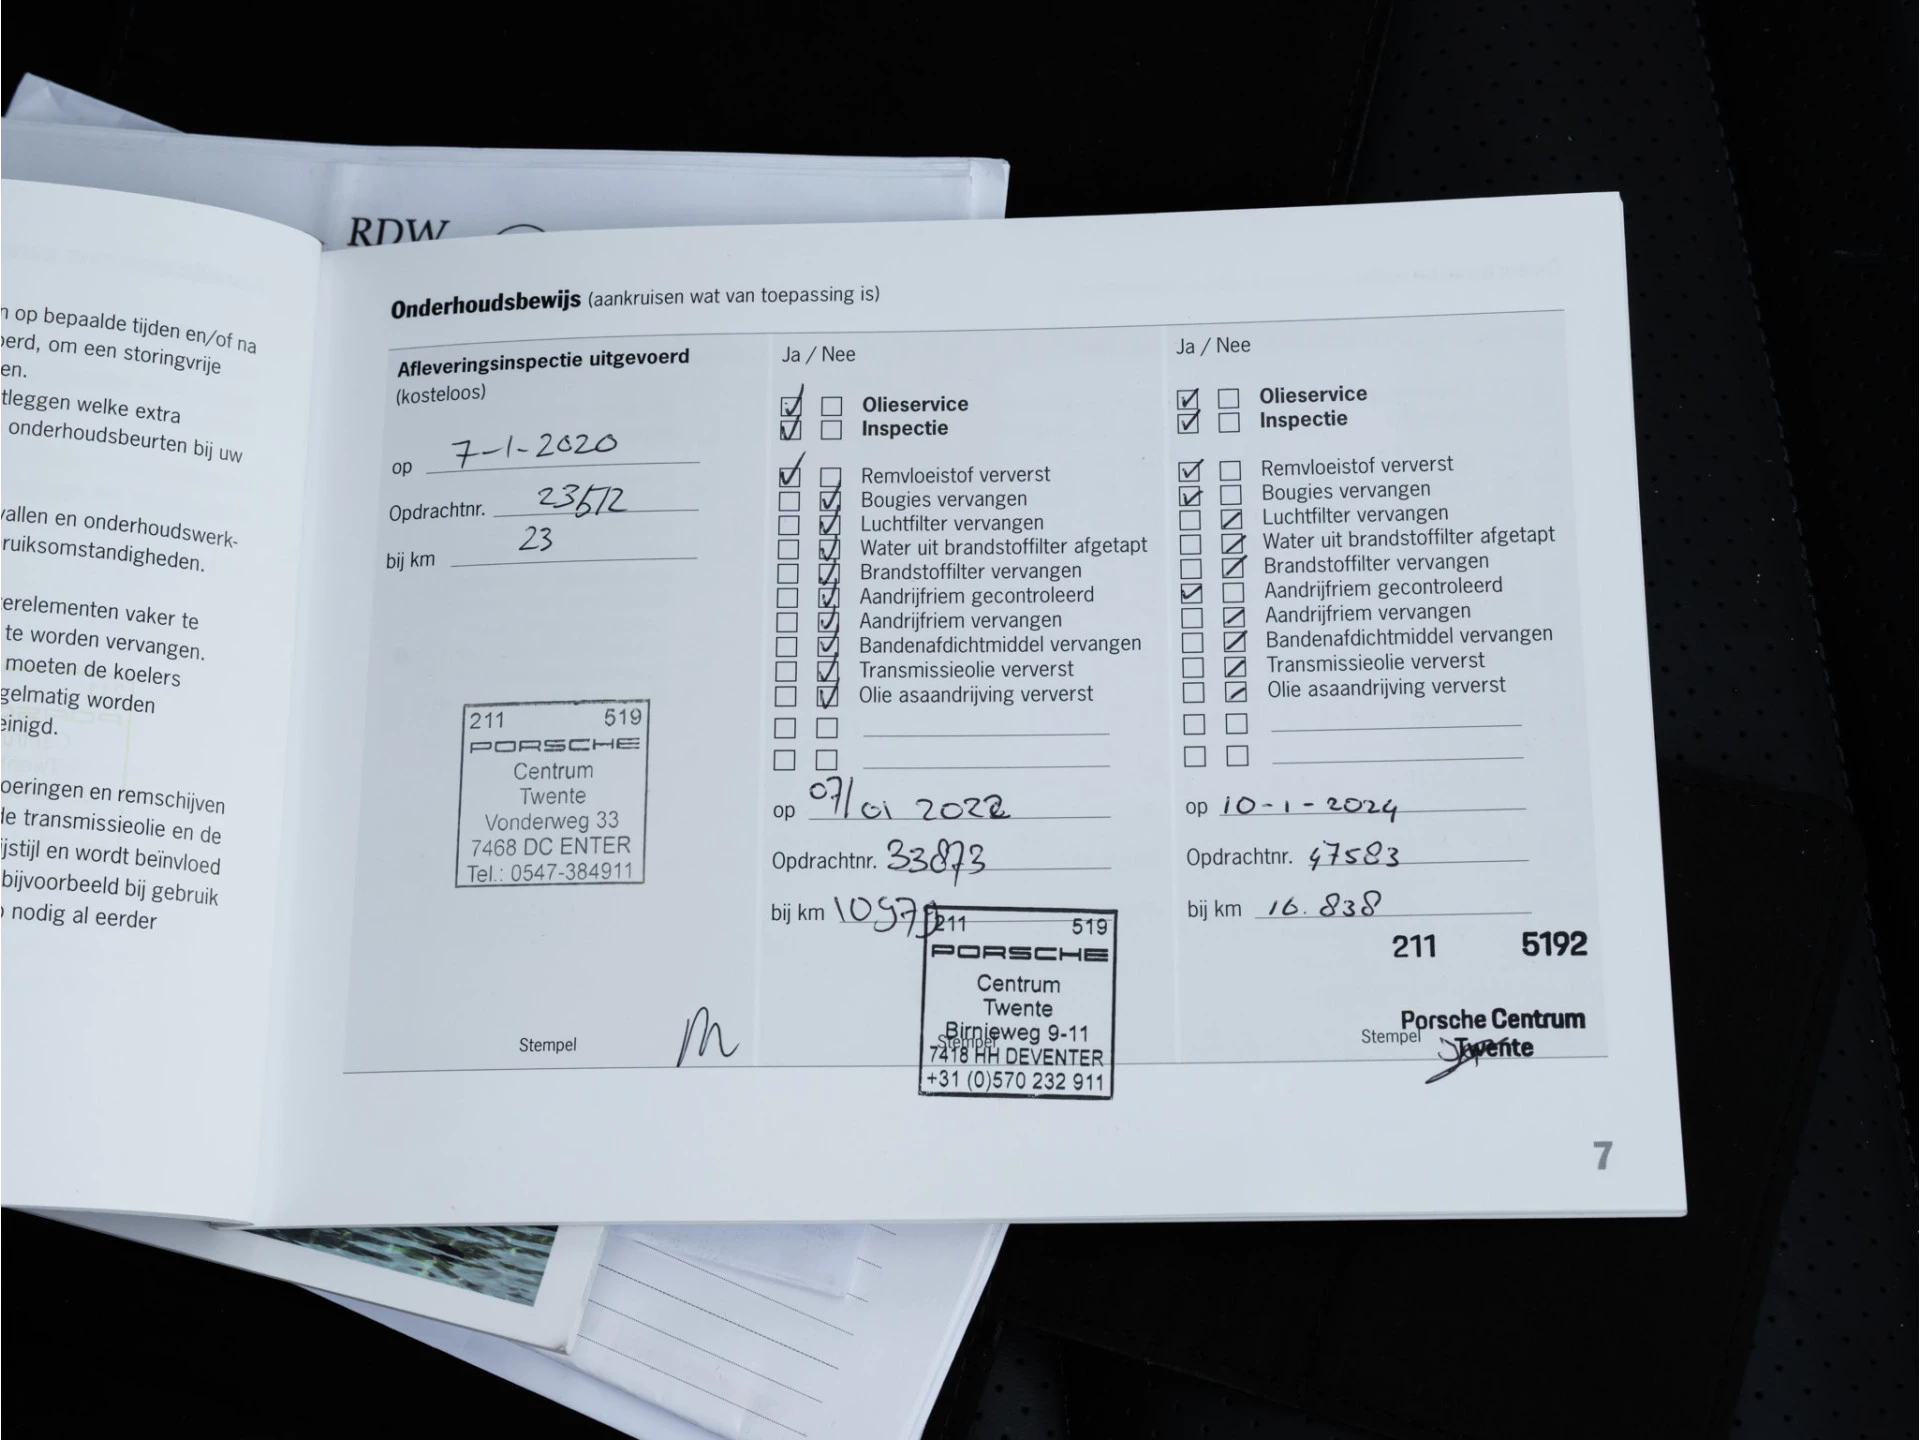 RDW
n op bepaalde tijden en/of na
oerd, om een storingvrije
en.
tleggen welke extra
onderhoudsbeurten bij uw
vallen en onderhoudswerk-
ruiksomstandigheden.
erelementen vaker te
te worden vervangen.
moeten de koelers
gelmatig worden
einigd.
oeringen en remschijven
de transmissieolie en de
ijstijl en wordt beïnvloed
bijvoorbeeld bij gebruik
nodig al eerder
Onderhoudsbewijs (aankruisen wat van toepassing is)
Afleveringsinspectie uitgevoerd
(kosteloos)
op 7-1-2020
Opdrachtnr. 23572
bij km 23
211 519
PORSCHE
Centrum
Twente
Vonderweg 33
7468 DC ENTER
Tel.: 0547-384911
Stempel
Ja / Nee
Olieservice
Inspectie
Remvloeistof ververst
Bougies vervangen
Luchtfilter vervangen
Water uit brandstoffilter afgetapt
Brandstoffilter vervangen
Aandrijfriem gecontroleerd
Aandrijfriem vervangen
Bandenafdichtmiddel vervangen
Transmissieolie ververst
Olie asaandrijving ververst
op 07/01 2022
Opdrachtnr. 33873
bij km 10979
211 519
PORSCHE
Centrum
Twente
Birnieweg 9-11
Stempel
7418 HH DEVENTER
+31 (0)570 232 911
Ja / Nee
Olieservice
Inspectie
Remvloeistof ververst
Bougies vervangen
Luchtfilter vervangen
Water uit brandstoffilter afgetapt
Brandstoffilter vervangen
Aandrijfriem gecontroleerd
Aandrijfriem vervangen
Bandenafdichtmiddel vervangen
Transmissieolie ververst
Olie asaandrijving ververst
op 10-1-2024
Opdrachtnr. 47583
bij km 16.838
211 5192
Porsche Centrum
Stempel
Twente
7